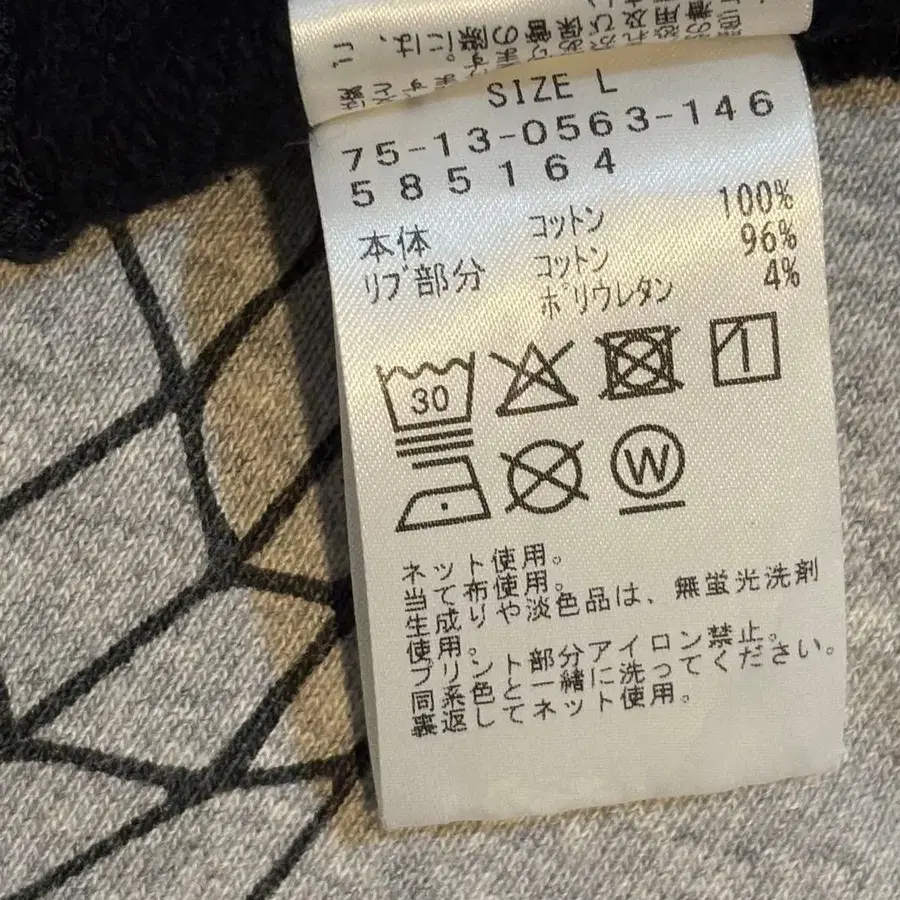 SIZE L
75-13-0563-146
585164
本体 コットン 100%
リブ部分 コットン 96%
ポリウレタン 4%
30
W
ネット使用。
当て布使用。
生成りや淡色品は、無蛍光洗剤
使用。
プリント部分アイロン禁止。
同系色と一緒に洗ってください。
裏返してネット使用。